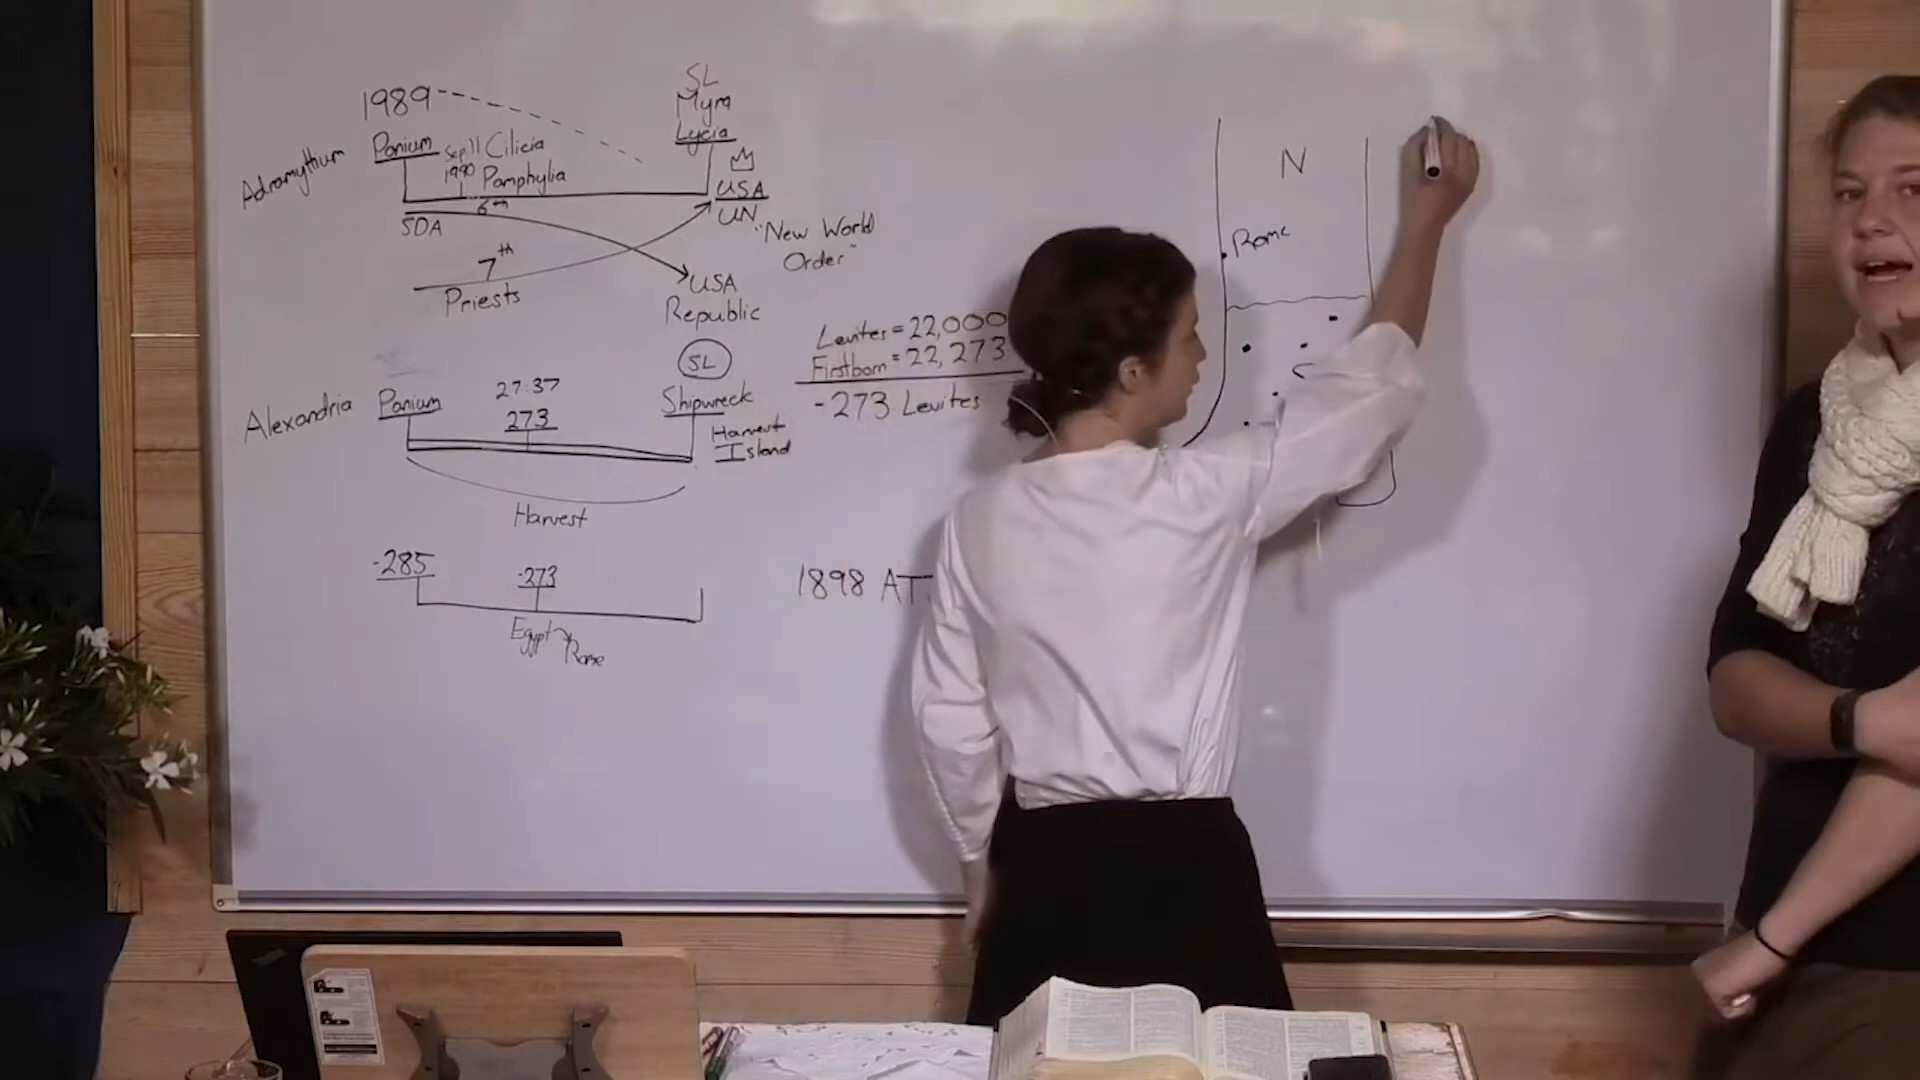 1989
SL
Myra
Lycia
Adramythium
Panium
Sep 11 Cilicia
1990 Pamphylia
USA
UN
6th
SDA
"New World
Order"
7th
Priests
USA
Republic
Levites = 22,000
Firstborn = 22,273
-273 Levites
SL
Alexandria
Panium
27:37
273
Shipwreck
Harvest
Island
Harvest
-285
-273
Egypt
Rome
1898 AT
N
Rome